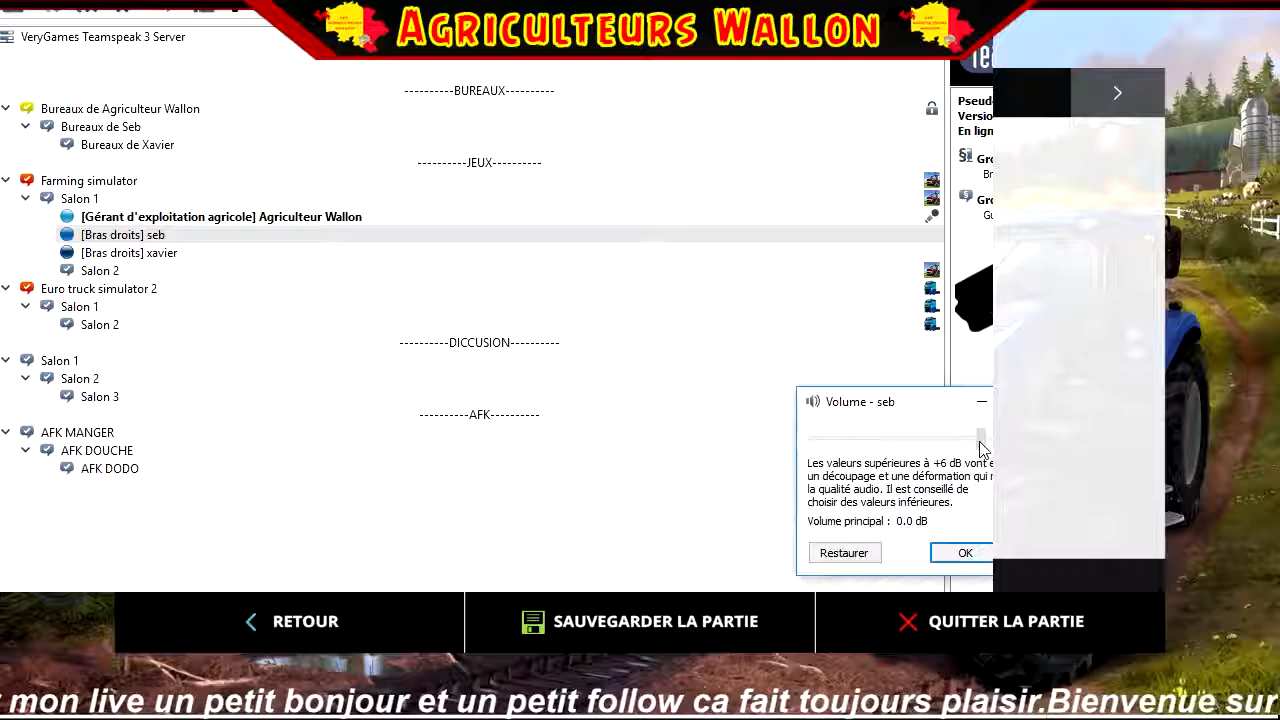 AGRICULTEURS WALLON
VeryGames Teamspeak 3 Server
----------BUREAUX----------
Bureaux de Agriculteur Wallon
Bureaux de Seb
Bureaux de Xavier
----------JEUX----------
Farming simulator
Salon 1
[Gérant d'exploitation agricole] Agriculteur Wallon
[Bras droits] seb
[Bras droits] xavier
Salon 2
Euro truck simulator 2
Salon 1
Salon 2
----------DICCUSION----------
Salon 1
Salon 2
Salon 3
----------AFK----------
AFK MANGER
AFK DOUCHE
AFK DODO
Pseud
Versio
En lign
Gro
Br
Gro
Gu
Volume - seb
Les valeurs supérieures à +6 dB vont e
un découpage et une déformation qui
la qualité audio. Il est conseillé de
choisir des valeurs inférieures.
Volume principal : 0.0 dB
Restaurer
OK
RETOUR
SAUVEGARDER LA PARTIE
QUITTER LA PARTIE
mon live un petit bonjour et un petit follow ca fait toujours plaisir.Bienvenue sur